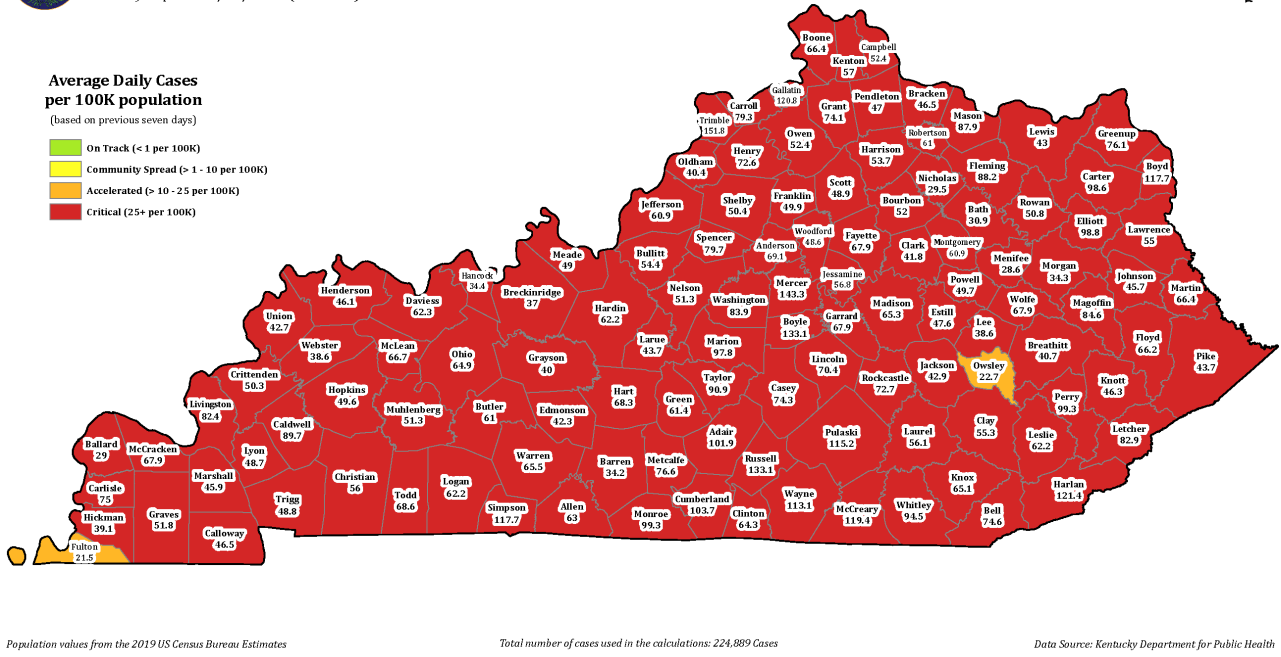 Average Daily Cases
per 100K population
(based on previous seven days)
On Track (< 1 per 100K)
Community Spread (> 1 - 10 per 100K)
Accelerated (> 10 - 25 per 100K)
Critical (25+ per 100K)
Boone
66.4
Kenton
57
Campbell
52.4
Gallatin
120.8
Carroll
79.3
Trimble
151.8
Grant
74.1
Pendleton
47
Bracken
46.5
Mason
87.9
Robertson
61
Lewis
43
Greenup
76.1
Owen
52.4
Henry
72.6
Oldham
40.4
Harrison
53.7
Fleming
88.2
Boyd
117.7
Carter
98.6
Nicholas
29.5
Scott
48.9
Franklin
49.9
Shelby
50.4
Jefferson
60.9
Bourbon
52
Bath
30.9
Rowan
50.8
Elliott
98.8
Lawrence
55
Woodford
48.6
Fayette
67.9
Spencer
79.7
Anderson
69.1
Clark
41.8
Montgomery
60.9
Bullitt
54.4
Meade
49
Menifee
28.6
Morgan
34.3
Johnson
45.7
Martin
66.4
Jessamine
56.8
Powell
49.7
Mercer
143.3
Nelson
51.3
Washington
83.9
Hancock
34.4
Breckinridge
37
Henderson
46.1
Daviess
62.3
Hardin
62.2
Union
42.7
Madison
65.3
Wolfe
67.9
Magoffin
84.6
Estill
47.6
Garrard
67.9
Boyle
133.1
Lee
38.6
Floyd
66.2
Larue
43.7
Marion
97.8
Webster
38.6
McLean
66.7
Ohio
64.9
Grayson
40
Breathitt
40.7
Pike
43.7
Lincoln
70.4
Jackson
42.9
Owsley
22.7
Rockcastle
72.7
Crittenden
50.3
Taylor
90.9
Knott
46.3
Hopkins
49.6
Hart
68.3
Casey
74.3
Green
61.4
Perry
99.3
Livingston
82.4
Muhlenberg
51.3
Butler
61
Edmonson
42.3
Caldwell
89.7
Clay
55.3
Letcher
82.9
Adair
101.9
Pulaski
115.2
Laurel
56.1
Leslie
62.2
Ballard
29
McCracken
67.9
Lyon
48.7
Warren
65.5
Barren
34.2
Metcalfe
76.6
Russell
133.1
Marshall
45.9
Christian
56
Knox
65.1
Harlan
121.4
Carlisle
75
Logan
62.2
Todd
68.6
Trigg
48.8
Wayne
113.1
Cumberland
103.7
Simpson
117.7
Allen
63
Monroe
99.3
Clinton
64.3
McCreary
119.4
Whitley
94.5
Bell
74.6
Hickman
39.1
Graves
51.8
Calloway
46.5
Fulton
21.5
Population values from the 2019 US Census Bureau Estimates
Total number of cases used in the calculations: 224,889 Cases
Data Source: Kentucky Department for Public Health